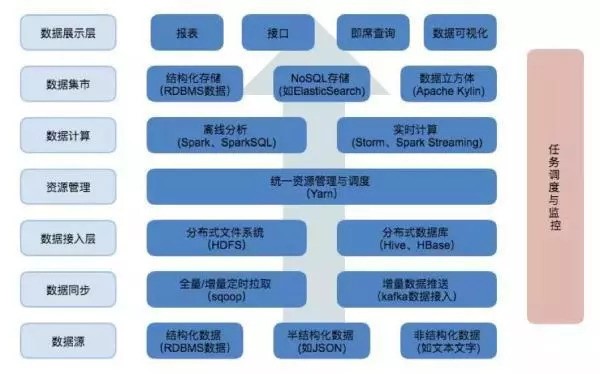 数据展示层
报表
接口
即席查询
数据可视化
数据集市
结构化存储
(RDBMS数据)
NoSQL存储
(如ElasticSearch)
数据立方体
(Apache Kylin)
数据计算
离线分析
(Spark、SparkSQL)
实时计算
(Storm、Spark Streaming)
资源管理
统一资源管理与调度
(Yarn)
数据接入层
分布式文件系统
(HDFS)
分布式数据库
(Hive、HBase)
数据同步
全量/增量定时拉取
(sqoop)
增量数据推送
(kafka数据接入)
数据源
结构化数据
(RDBMS数据)
半结构化数据
(如JSON)
非结构化数据
(如文本文字)
任务调度与监控